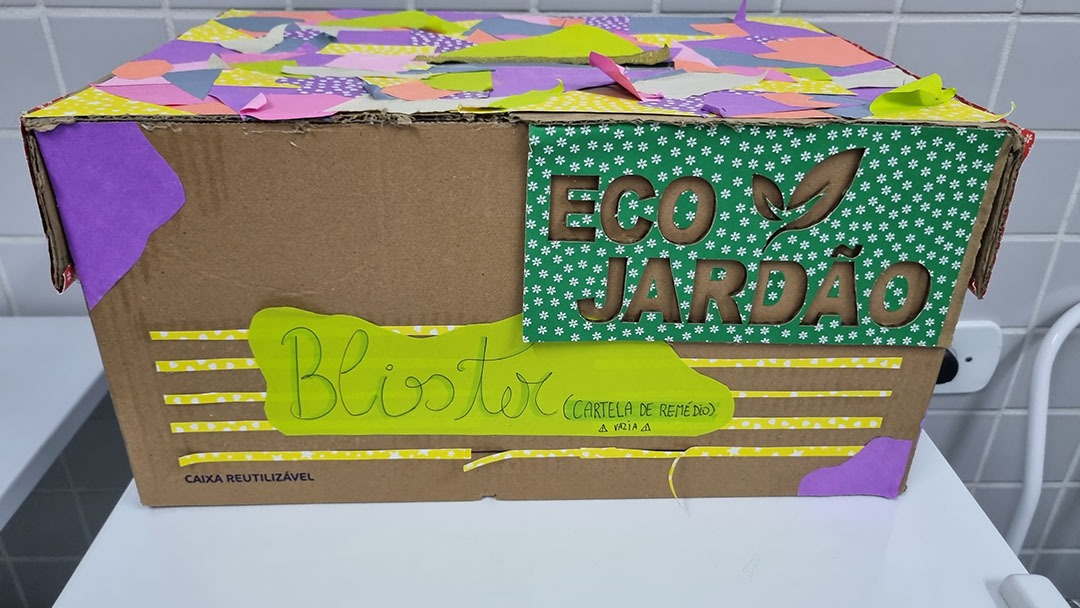 ECO
JARDÃO
Blister (CARTELA DE REMÉDIO)
⚠ VAZIA ⚠
CAIXA REUTILIZÁVEL